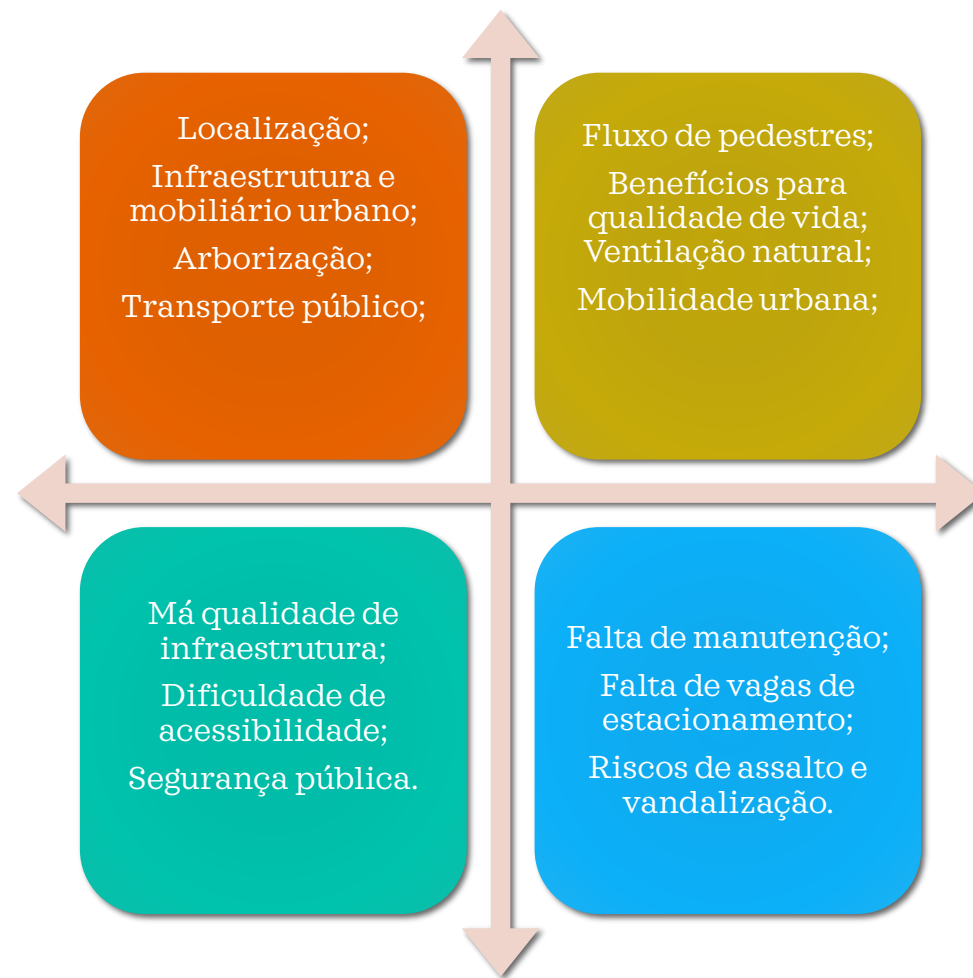 Localização;
Infraestrutura e
mobiliário urbano;
Arborização;
Transporte público;
Fluxo de pedestres;
Benefícios para
qualidade de vida;
Ventilação natural;
Mobilidade urbana;
Má qualidade de
infraestrutura;
Dificuldade de
acessibilidade;
Segurança pública.
Falta de manutenção;
Falta de vagas de
estacionamento;
Riscos de assalto e
vandalização.